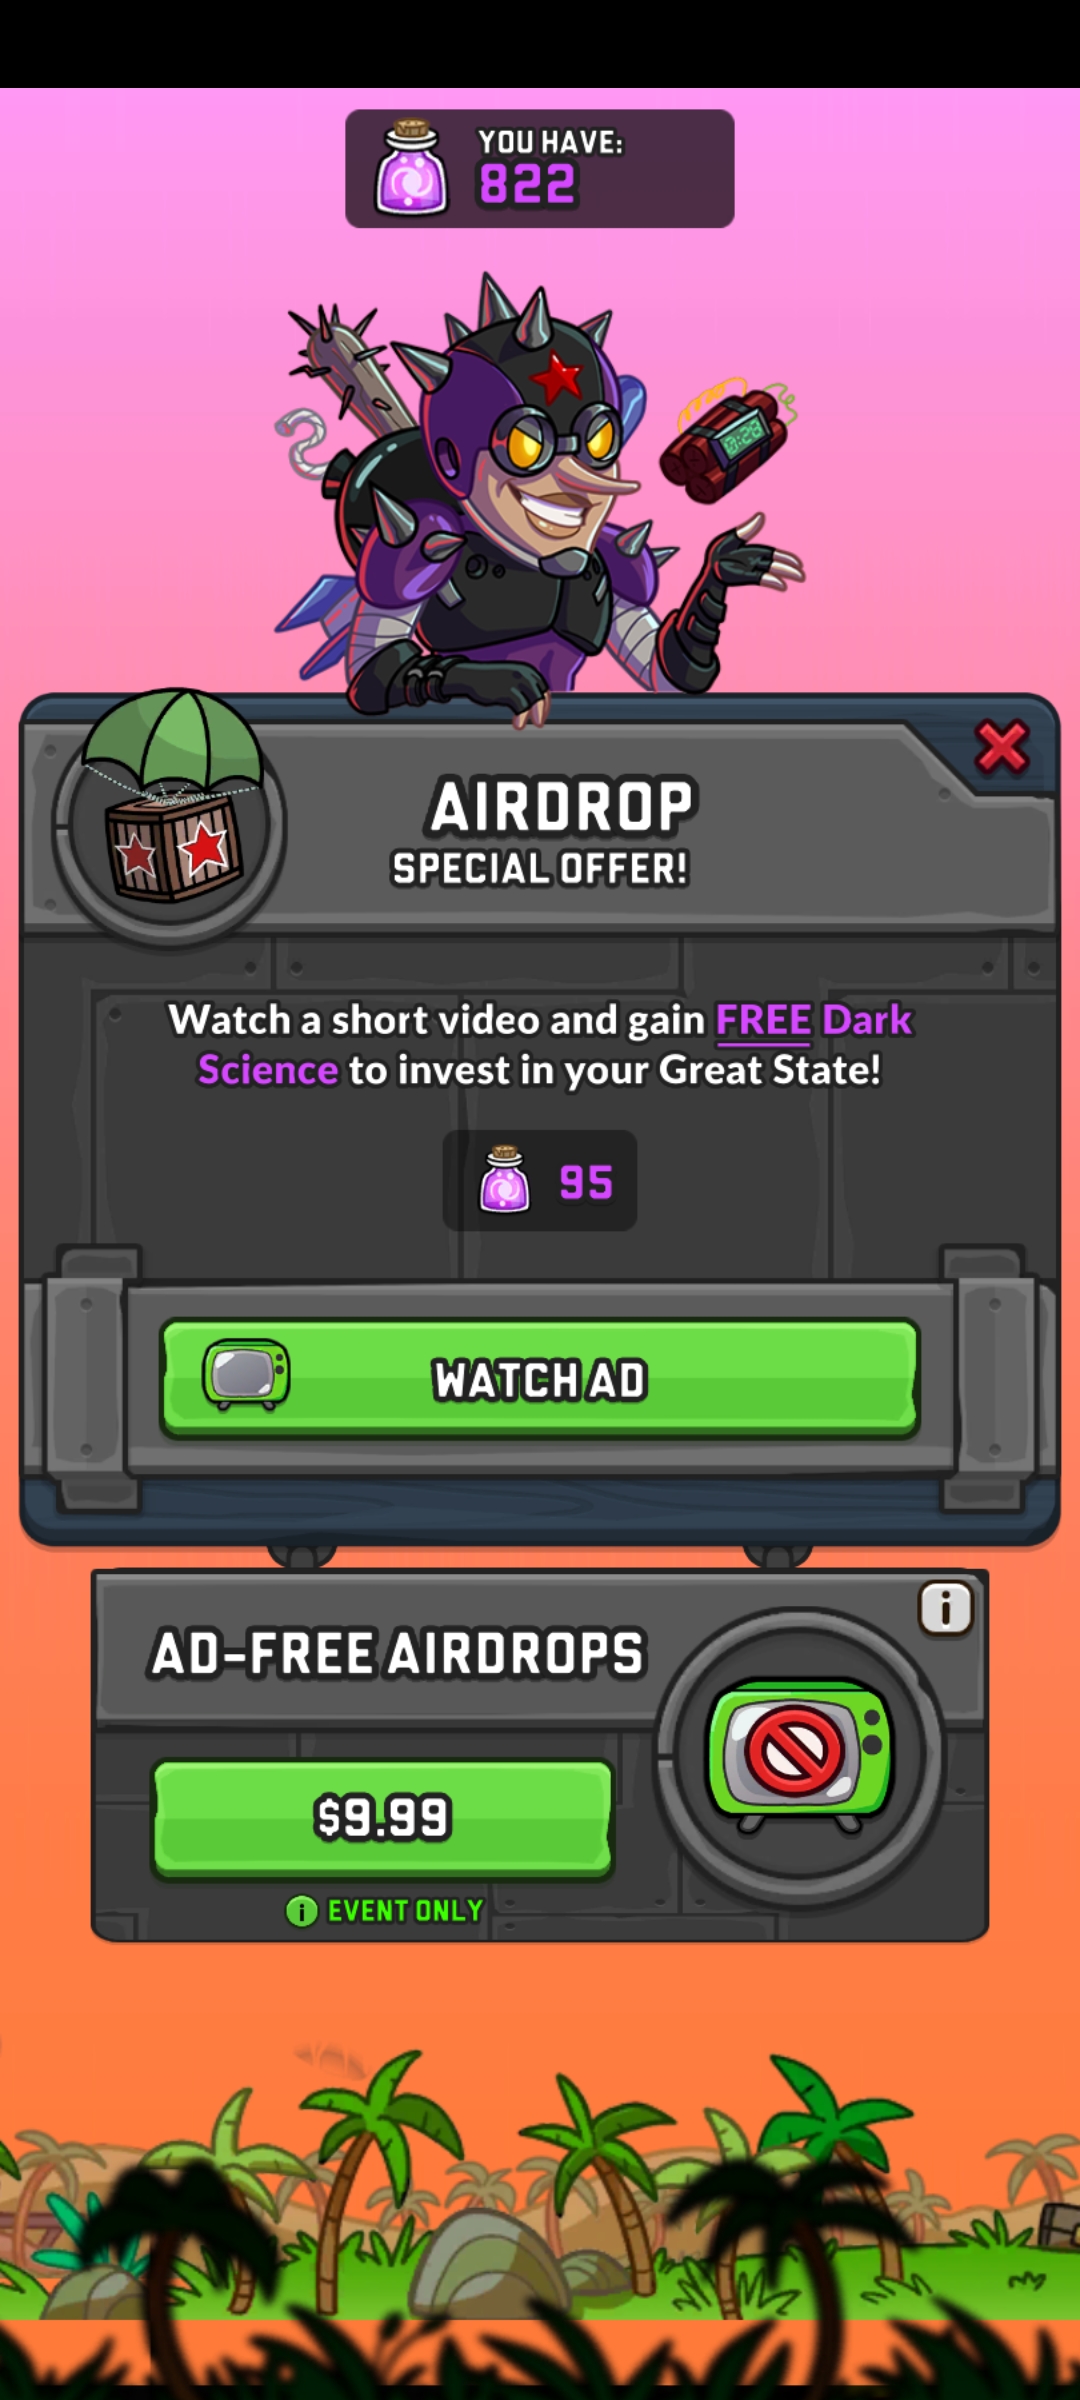 YOU HAVE:
822
0:28
AIRDROP
SPECIAL OFFER!
Watch a short video and gain FREE Dark
Science to invest in your Great State!
95
WATCH AD
AD-FREE AIRDROPS
i
$9.99
i EVENT ONLY